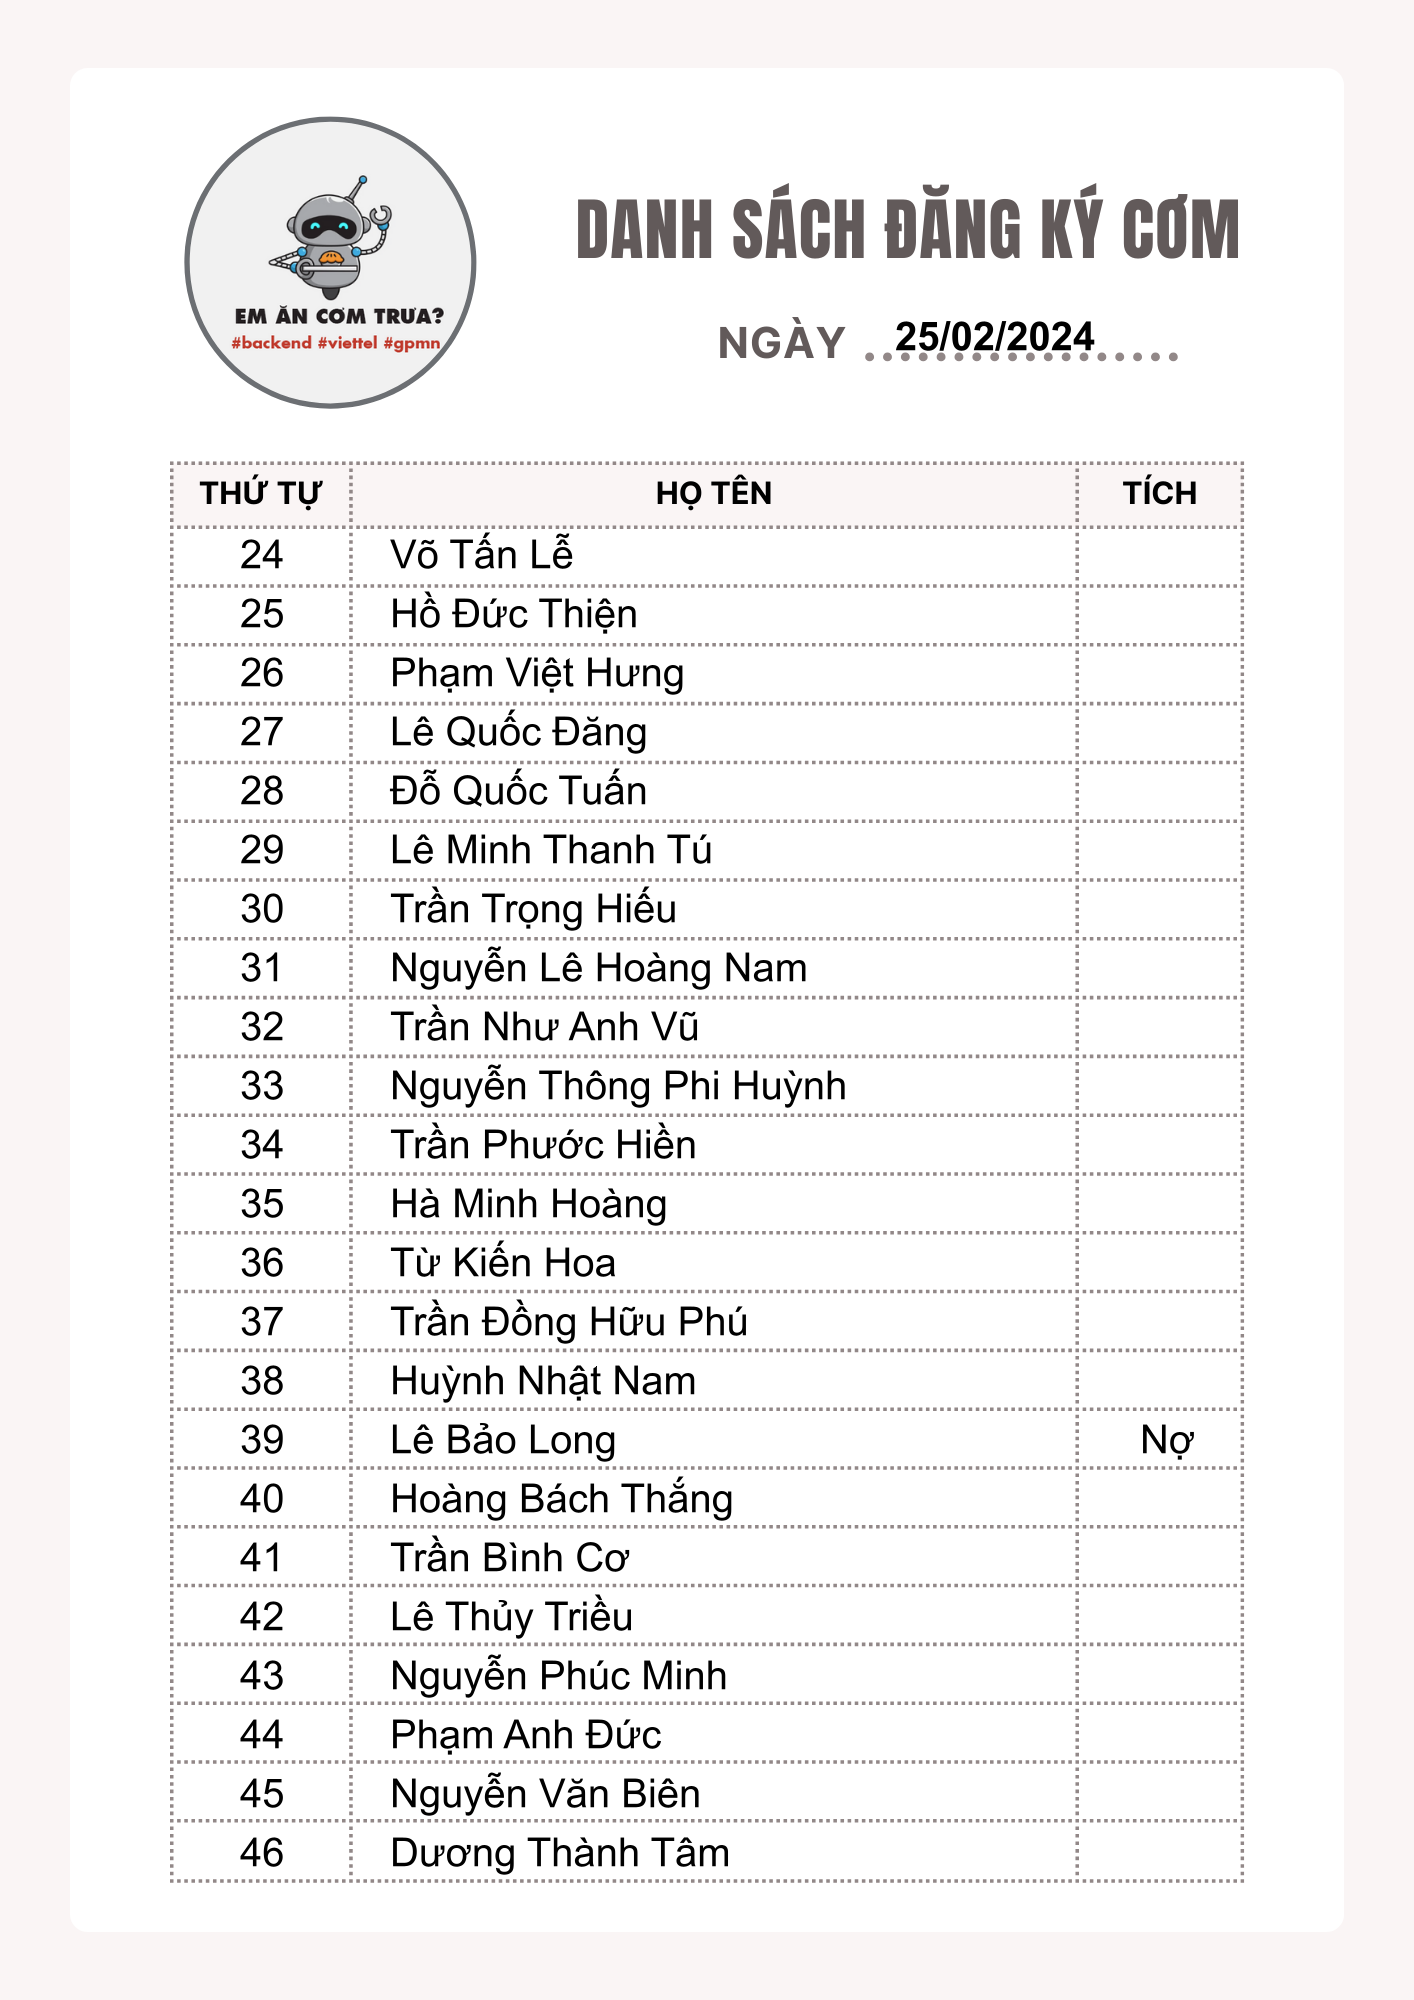 EM ĂN CƠM TRƯA?
#backend #viettel #gpmn
DANH SÁCH ĐĂNG KÝ CƠM
NGÀY 25/02/2024
THỨ TỰ HỌ TÊN TÍCH
24 Võ Tấn Lễ
25 Hồ Đức Thiện
26 Phạm Việt Hưng
27 Lê Quốc Đăng
28 Đỗ Quốc Tuấn
29 Lê Minh Thanh Tú
30 Trần Trọng Hiếu
31 Nguyễn Lê Hoàng Nam
32 Trần Như Anh Vũ
33 Nguyễn Thông Phi Huỳnh
34 Trần Phước Hiền
35 Hà Minh Hoàng
36 Từ Kiến Hoa
37 Trần Đồng Hữu Phú
38 Huỳnh Nhật Nam
39 Lê Bảo Long Nợ
40 Hoàng Bách Thắng
41 Trần Bình Cơ
42 Lê Thủy Triều
43 Nguyễn Phúc Minh
44 Phạm Anh Đức
45 Nguyễn Văn Biên
46 Dương Thành Tâm